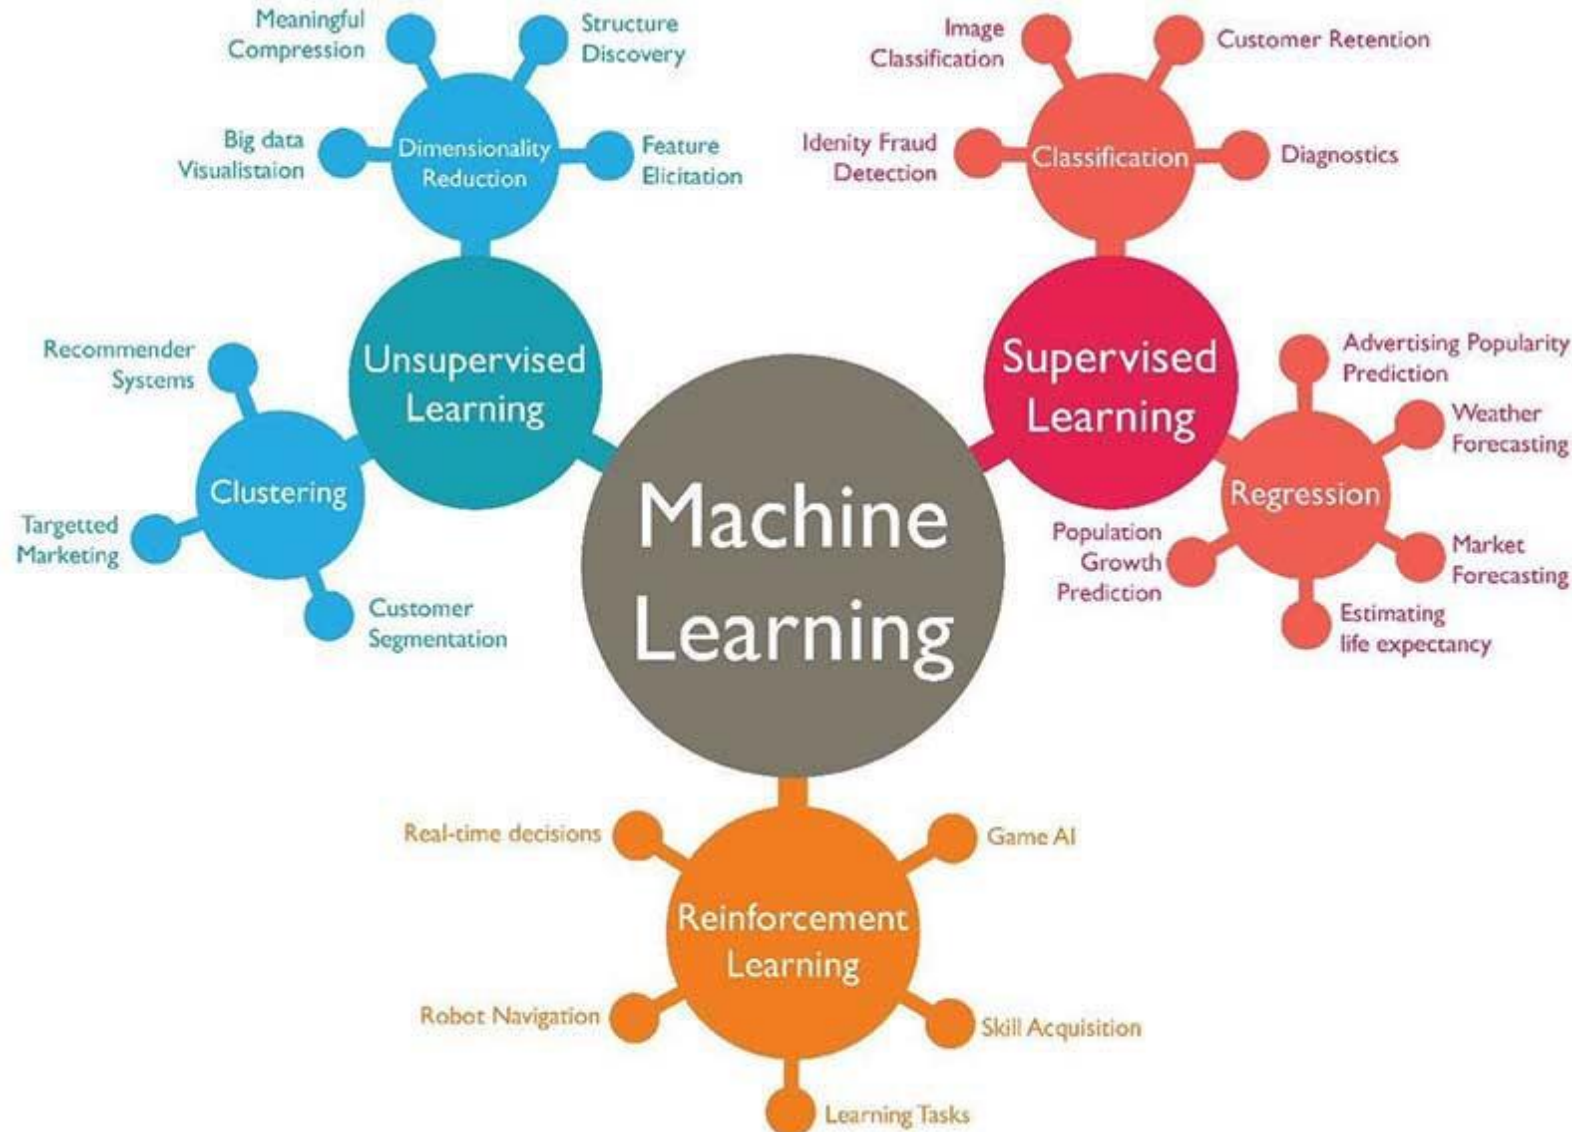 Meaningful
Compression
Structure
Discovery
Big data
Visualistaion
Dimensionality
Reduction
Feature
Elicitation
Image
Classification
Customer Retention
Idenity Fraud
Detection
Classification
Diagnostics
Unsupervised
Learning
Recommender
Systems
Clustering
Targetted
Marketing
Customer
Segmentation
Supervised
Learning
Advertising Popularity
Prediction
Weather
Forecasting
Regression
Population
Growth
Prediction
Market
Forecasting
Estimating
life expectancy
Machine
Learning
Real-time decisions
Game AI
Reinforcement
Learning
Robot Navigation
Skill Acquisition
Learning Tasks